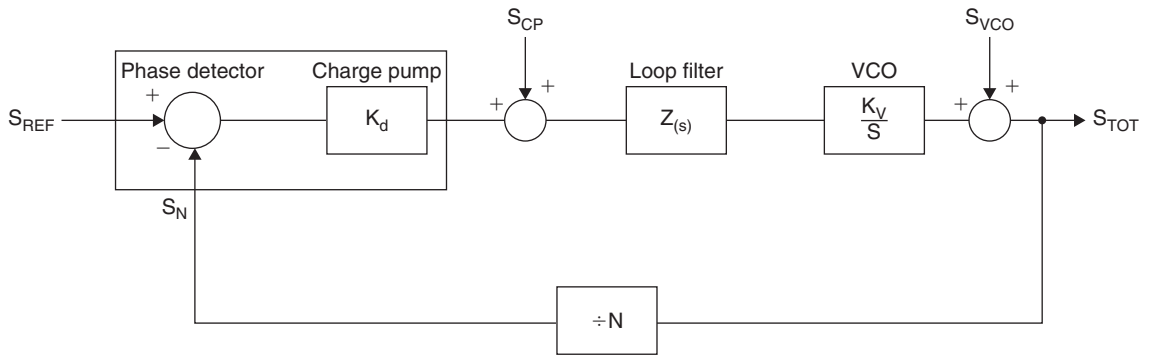 S_CP
S_VCO
Phase detector
Charge pump
Loop filter
VCO
S_REF
+
−
K_d
+
+
Z_(s)
K_V
S
+
+
S_TOT
S_N
÷N